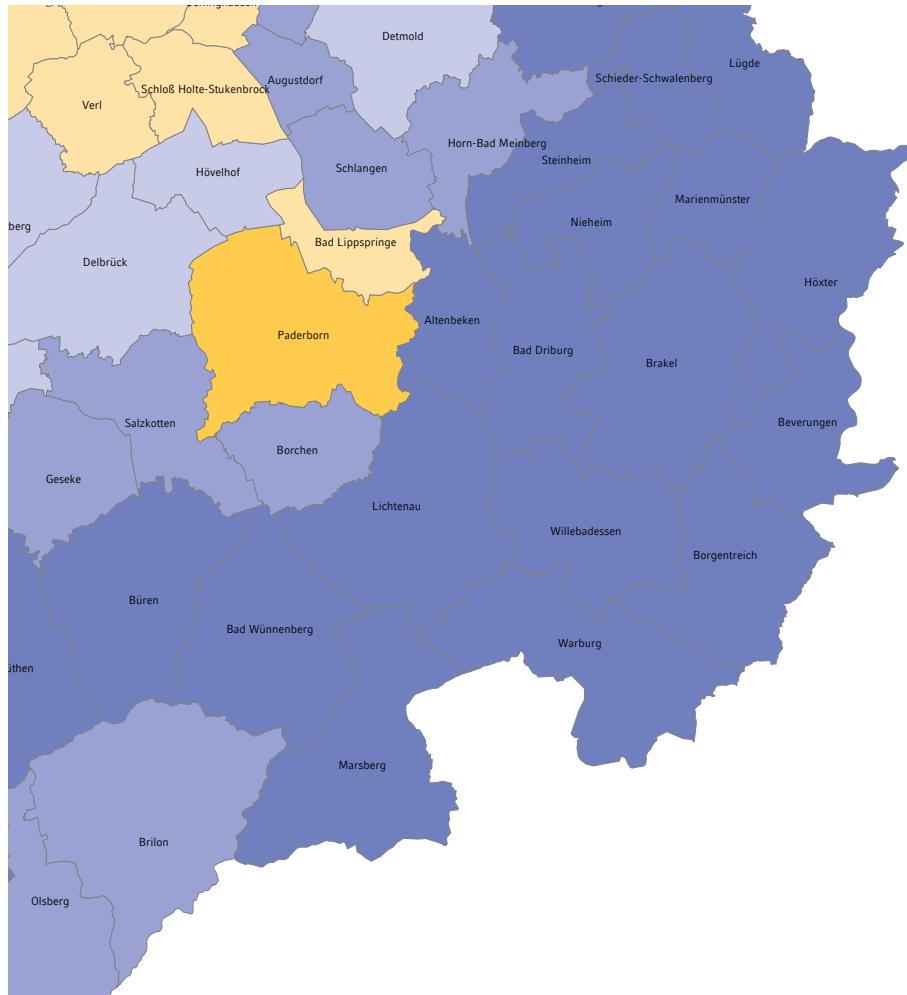 Detmold
Lügde
Schieder-Schwalenberg
Augustdorf
Schloß Holte-Stukenbrock
Verl
Horn-Bad Meinberg
Steinheim
Schlangen
Hövelhof
Marienmünster
Nieheim
berg
Bad Lippspringe
Delbrück
Höxter
Altenbeken
Paderborn
Bad Driburg
Brakel
Salzkotten
Beverungen
Borchen
Geseke
Lichtenau
Willebadessen
Borgentreich
Büren
Bad Wünnenberg
Warburg
üthen
Marsberg
Brilon
Olsberg